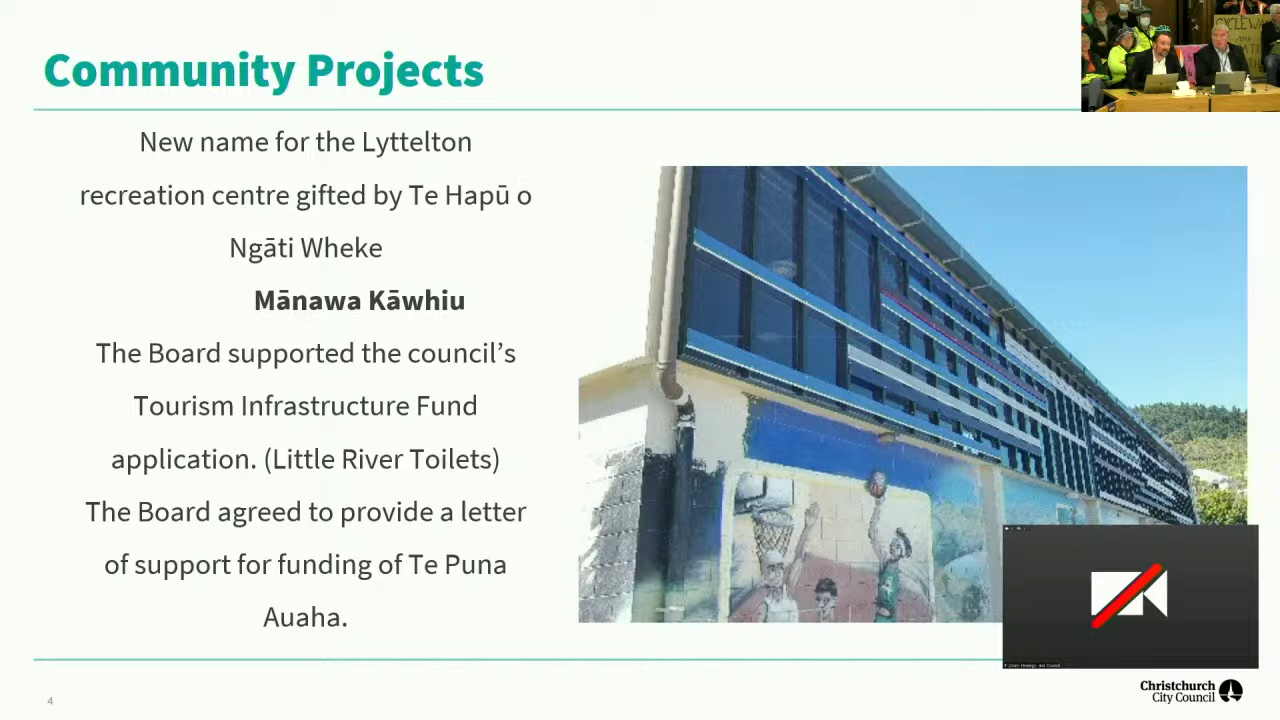 Community Projects
New name for the Lyttelton
recreation centre gifted by Te Hapū o
Ngāti Wheke
Mānawa Kāwhiu
The Board supported the council’s
Tourism Infrastructure Fund
application. (Little River Toilets)
The Board agreed to provide a letter
of support for funding of Te Puna
Auaha.
4
Christchurch
City Council
CYCLEWAY